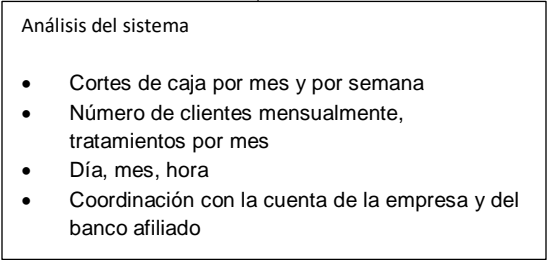 Análisis del sistema
• Cortes de caja por mes y por semana
• Número de clientes mensualmente,
tratamientos por mes
• Día, mes, hora
• Coordinación con la cuenta de la empresa y del
banco afiliado